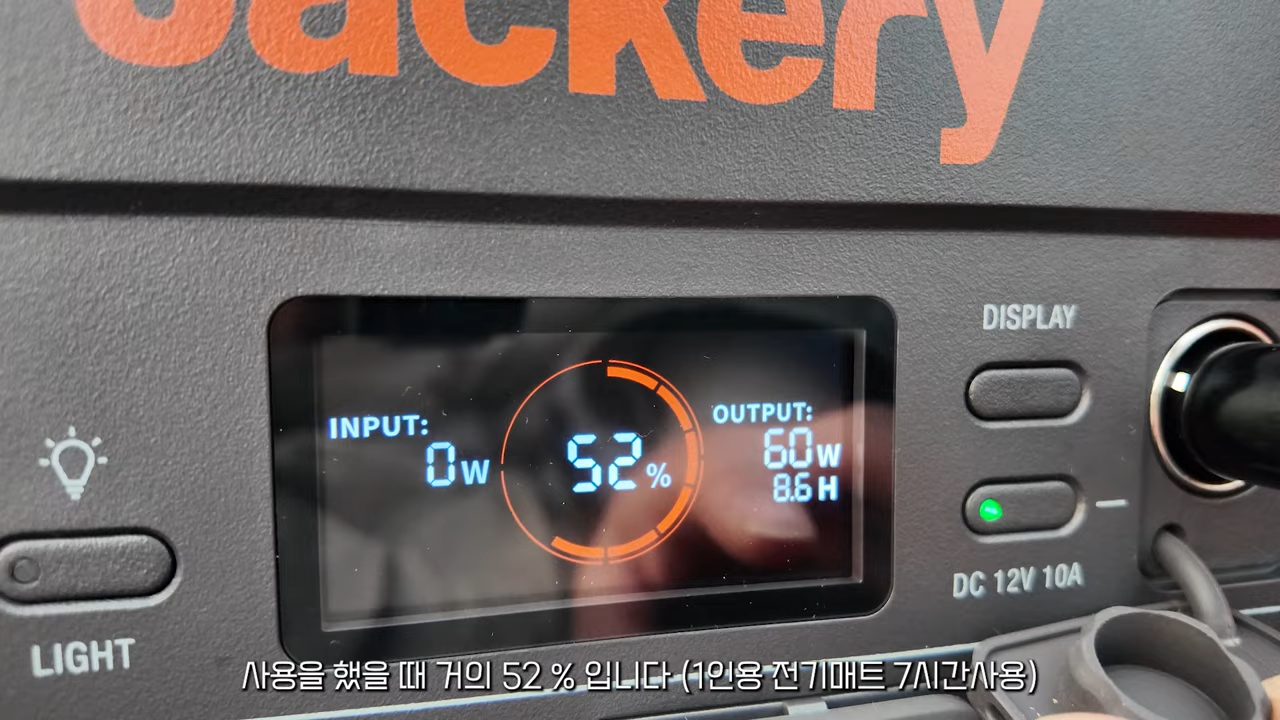 Jackery
INPUT:
0W
52%
OUTPUT:
60W
8.6H
DISPLAY
DC 12V 10A
LIGHT
사용을 했을 때 거의 52 % 입니다 (1인용 전기매트 7시간사용)